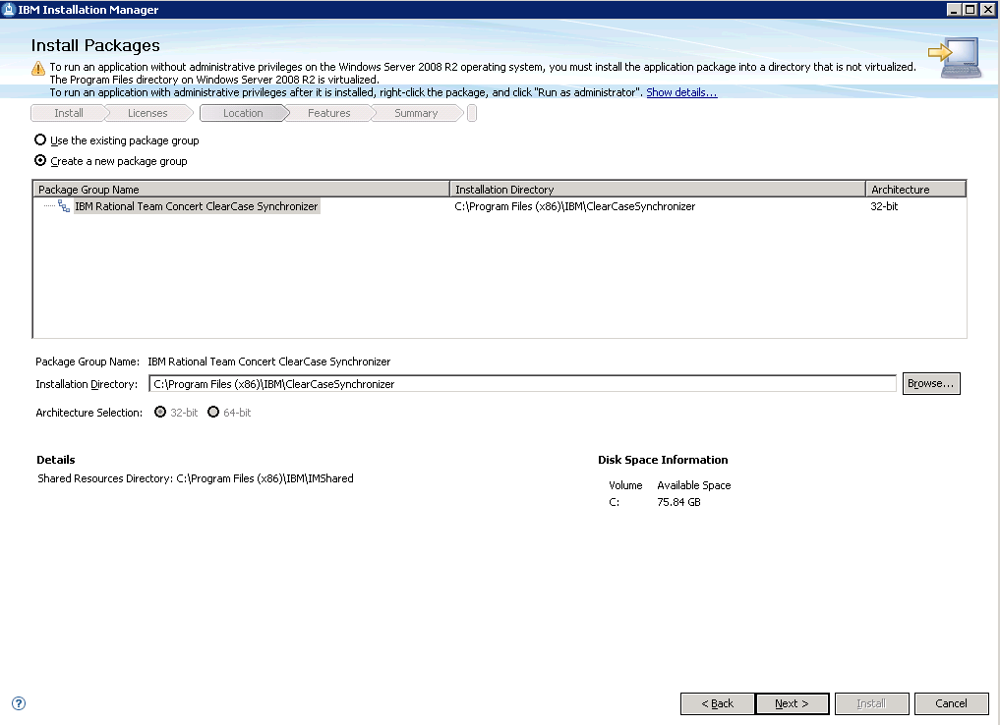 IBM Installation Manager
Install Packages
To run an application without administrative privileges on the Windows Server 2008 R2 operating system, you must install the application package into a directory that is not virtualized.
The Program Files directory on Windows Server 2008 R2 is virtualized.
To run an application with administrative privileges after it is installed, right-click the package, and click "Run as administrator". Show details...
Install Licenses Location Features Summary
Use the existing package group
Create a new package group
Package Group Name Installation Directory Architecture
IBM Rational Team Concert ClearCase Synchronizer C:\Program Files (x86)\IBM\ClearCaseSynchronizer 32-bit
Package Group Name: IBM Rational Team Concert ClearCase Synchronizer
Installation Directory: C:\Program Files (x86)\IBM\ClearCaseSynchronizer Browse...
Architecture Selection: 32-bit 64-bit
Details Disk Space Information
Shared Resources Directory: C:\Program Files (x86)\IBM\IMShared
Volume Available Space
C: 75.84 GB
? < Back Next > Install Cancel